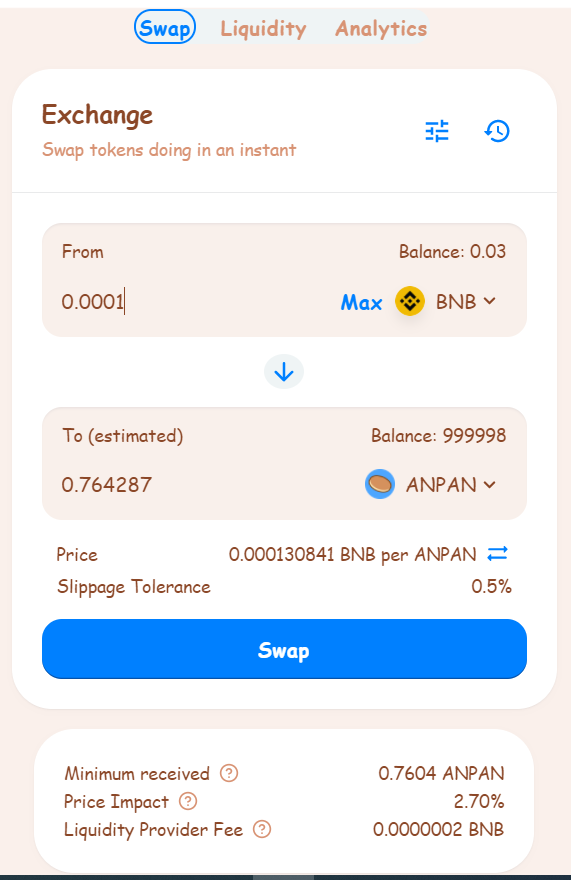 Swap Liquidity Analytics
Exchange
Swap tokens doing in an instant
From Balance: 0.03
0.0001 Max BNB
To (estimated) Balance: 999998
0.764287 ANPAN
Price 0.000130841 BNB per ANPAN
Slippage Tolerance 0.5%
Swap
Minimum received ? 0.7604 ANPAN
Price Impact ? 2.70%
Liquidity Provider Fee ? 0.0000002 BNB